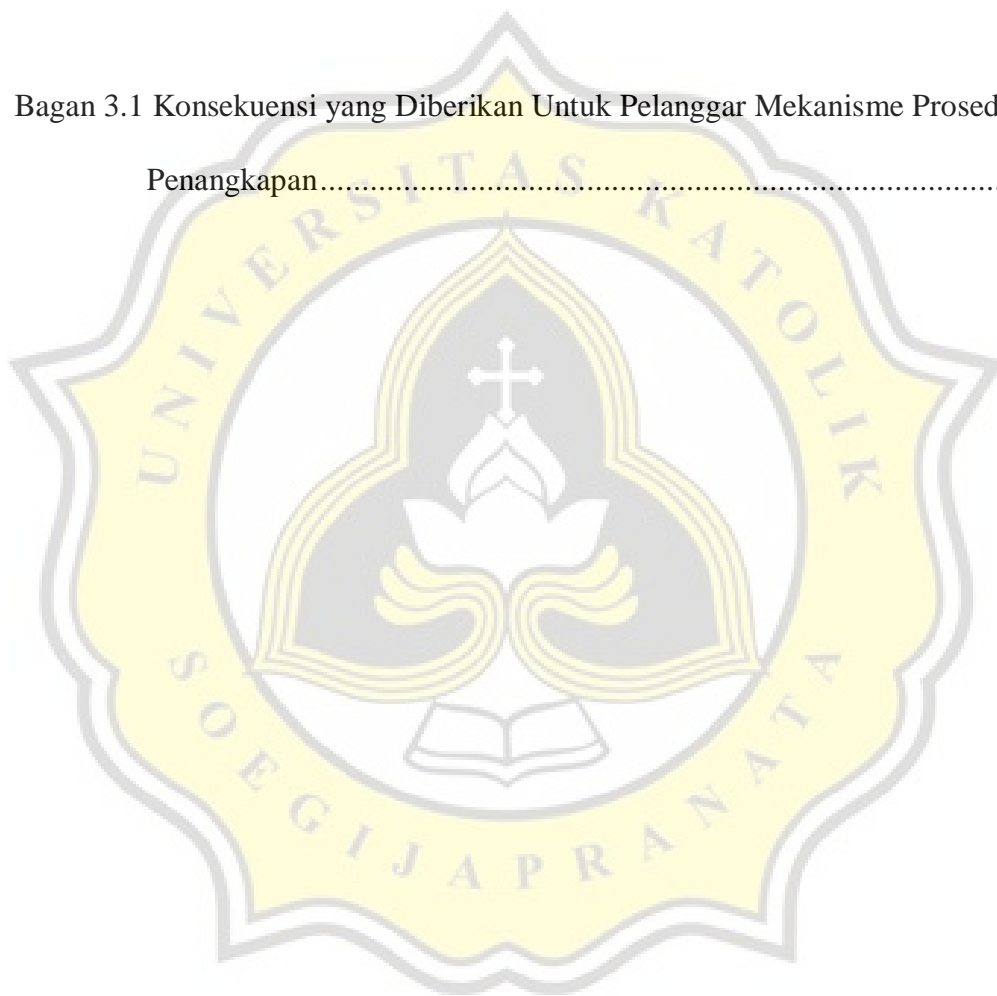 Bagan 3.1 Konsekuensi yang Diberikan Untuk Pelanggar Mekanisme Prosed
Penangkapan...................................................................................
UNIVERSITAS KATOLIK
SOEGIJAPRANATA